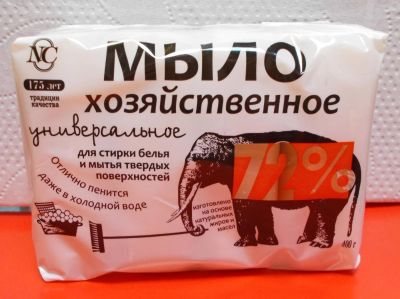 МЫЛО
НС
175 лет
традиции
качества
хозяйственное
универсальное
для стирки белья
и мытья твердых
поверхностей
72%
Отлично пенится
даже в холодной воде
изготовлено
на основе
натуральных
жиров и
масел
400 г